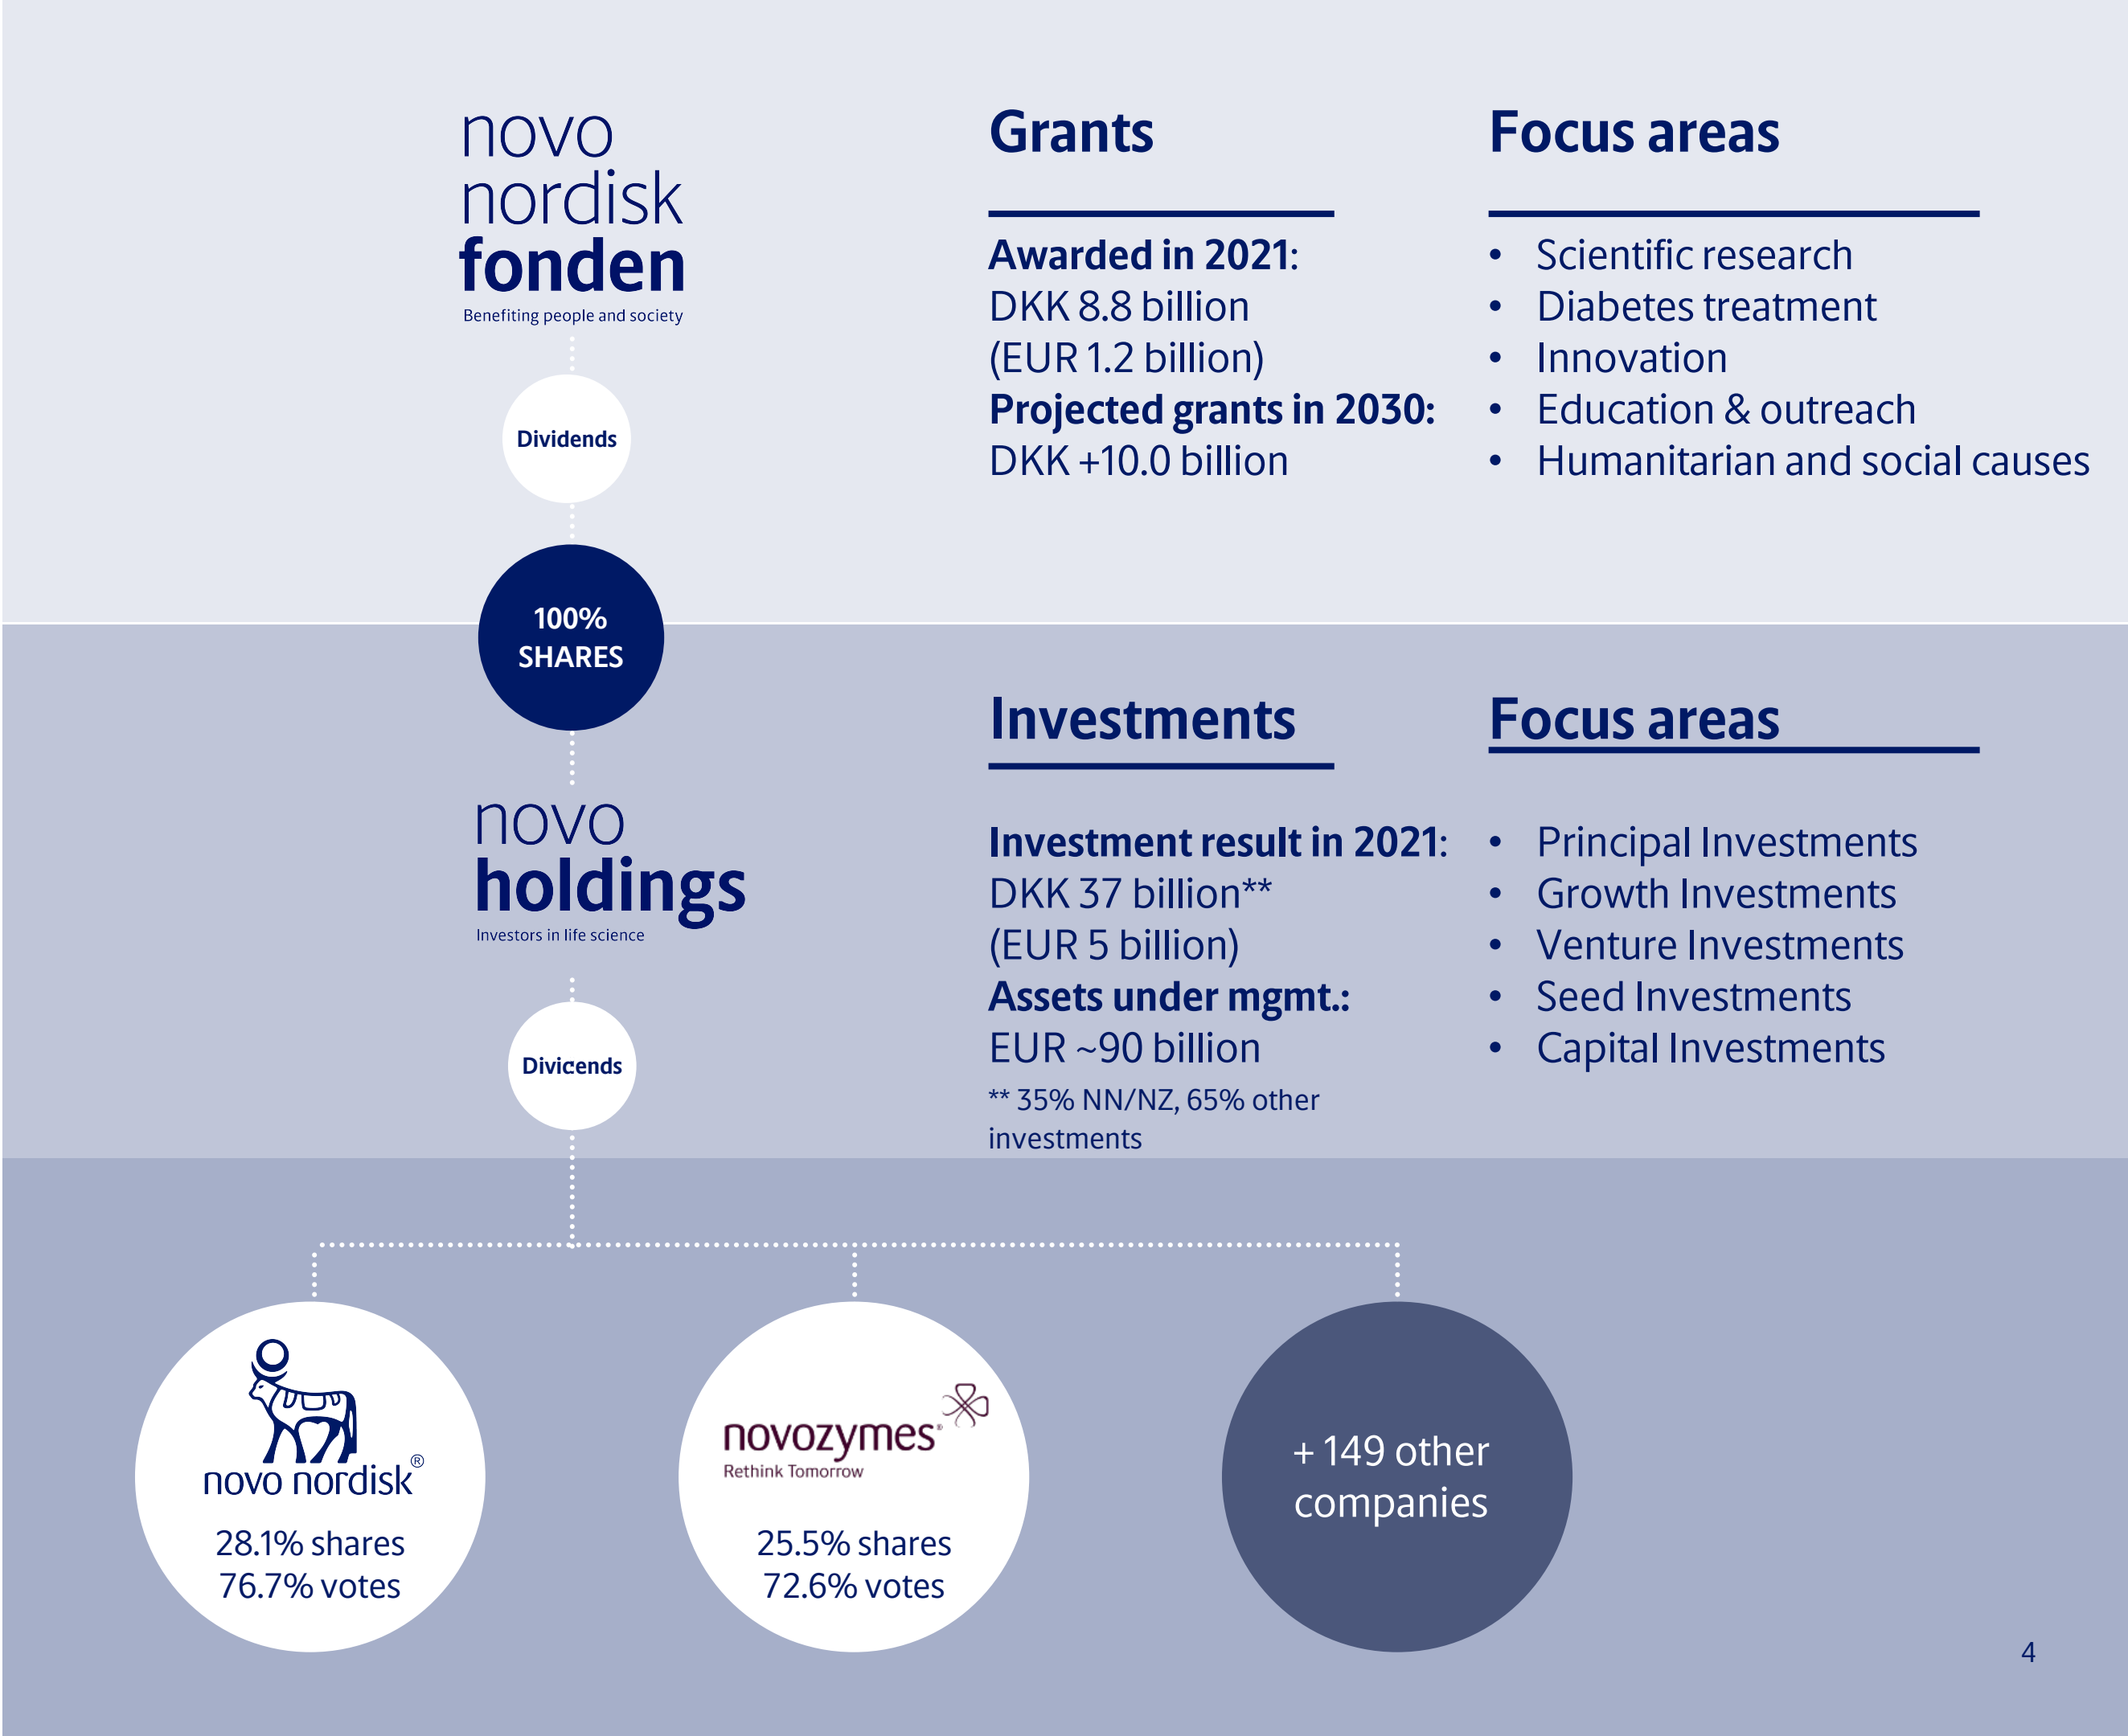 novo
nordisk
fonden
Benefiting people and society
Dividends
100%
SHARES
Grants
Awarded in 2021:
DKK 8.8 billion
(EUR 1.2 billion)
Projected grants in 2030:
DKK +10.0 billion
Focus areas
• Scientific research
• Diabetes treatment
• Innovation
• Education & outreach
• Humanitarian and social causes
novo
holdings
Investors in life science
Dividends
Investments
Investment result in 2021:
DKK 37 billion**
(EUR 5 billion)
Assets under mgmt.:
EUR ~90 billion
** 35% NN/NZ, 65% other
investments
Focus areas
• Principal Investments
• Growth Investments
• Venture Investments
• Seed Investments
• Capital Investments
novo nordisk®
28.1% shares
76.7% votes
novozymes®
Rethink Tomorrow
25.5% shares
72.6% votes
+ 149 other
companies
4